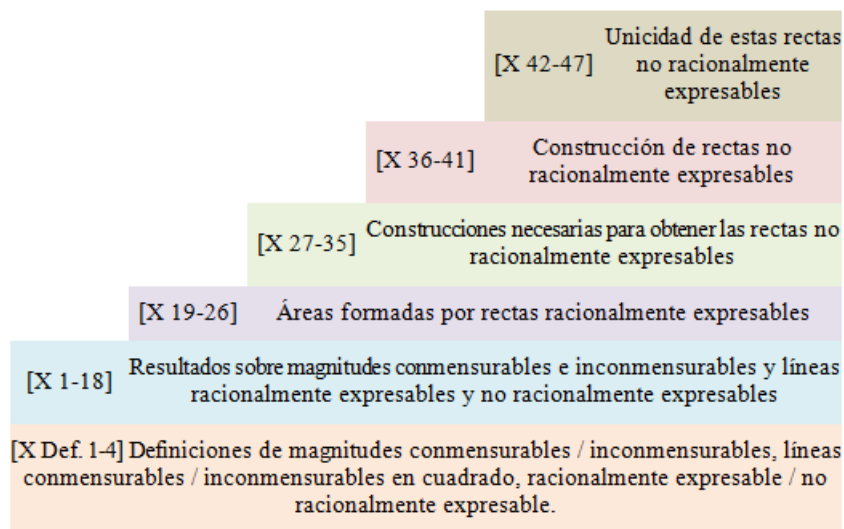 Unicidad de estas rectas
[X 42-47] no racionalmente
expresables
[X 36-41] Construcción de rectas no
racionalmente expresables
[X 27-35] Construcciones necesarias para obtener las rectas no
racionalmente expresables
[X 19-26] Áreas formadas por rectas racionalmente expresables
[X 1-18] Resultados sobre magnitudes conmensurables e inconmensurables y líneas
racionalmente expresables y no racionalmente expresables
[X Def. 1-4] Definiciones de magnitudes conmensurables / inconmensurables, líneas
conmensurables / inconmensurables en cuadrado, racionalmente expresable / no
racionalmente expresable.